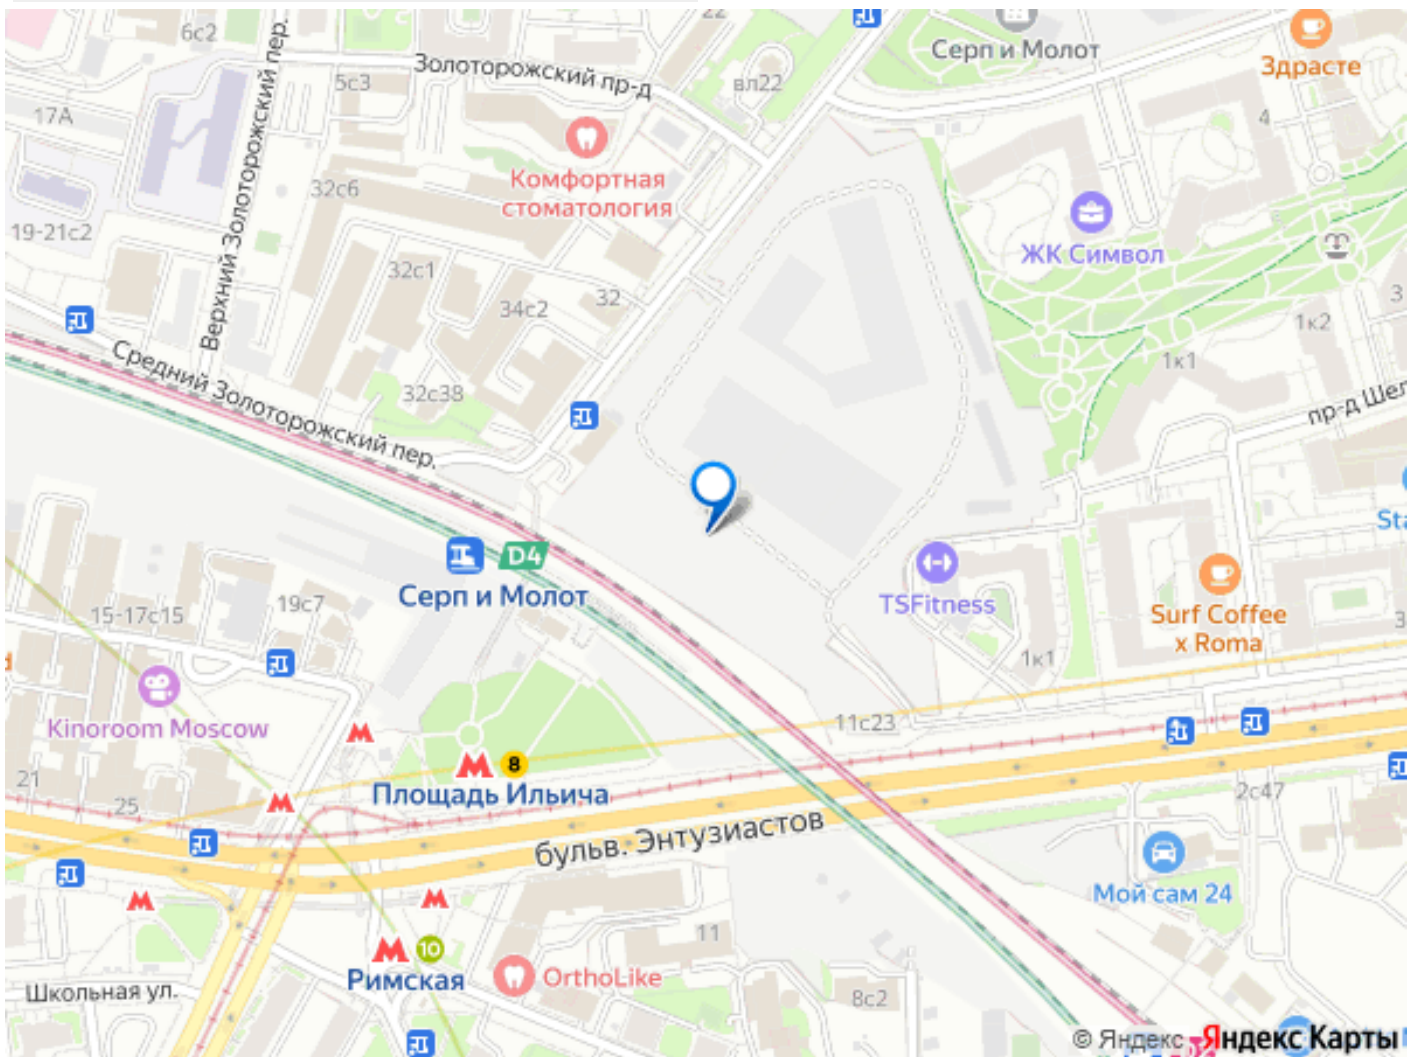 6с2
22
Серп и Молот
Здрасте
Золоторожский пр-д
5с3
вл22
17А
4
Комфортная
стоматология
32с6
Верхний Золоторожский пер.
19-21с2
ЖК Символ
32с1
32
34с2
3
1к2
1к1
Средний Золоторожский пер.
32с38
пр-д Шел
D4
Sta
Серп и Молот
TSFitness
19с7
15-17с15
Surf Coffee
x Roma
3
1к1
Kinoroom Moscow
11с23
8
Площадь Ильича
21
25
2с47
бульв. Энтузиастов
Мой сам 24
11
10
Римская
OrthoLike
Школьная ул.
8с2
© Яндекс Яндекс Карты